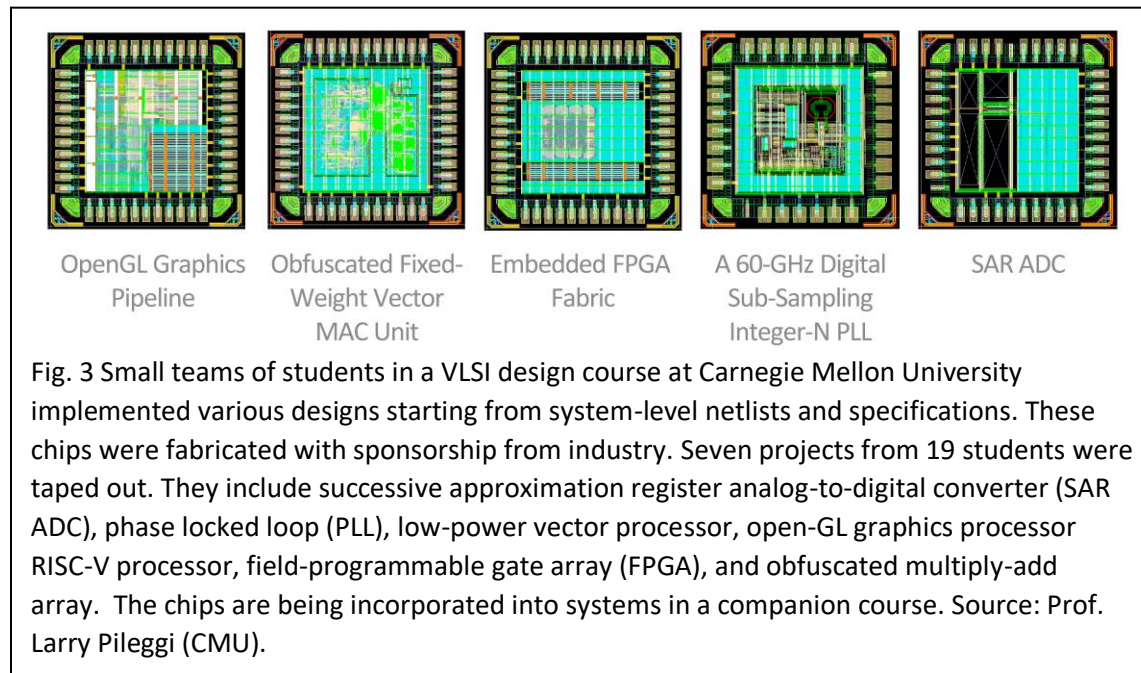 OpenGL Graphics Pipeline
Obfuscated Fixed-Weight Vector MAC Unit
Embedded FPGA Fabric
A 60-GHz Digital Sub-Sampling Integer-N PLL
SAR ADC
Fig. 3 Small teams of students in a VLSI design course at Carnegie Mellon University
implemented various designs starting from system-level netlists and specifications. These
chips were fabricated with sponsorship from industry. Seven projects from 19 students were
taped out. They include successive approximation register analog-to-digital converter (SAR
ADC), phase locked loop (PLL), low-power vector processor, open-GL graphics processor
RISC-V processor, field-programmable gate array (FPGA), and obfuscated multiply-add
array.  The chips are being incorporated into systems in a companion course. Source: Prof.
Larry Pileggi (CMU).